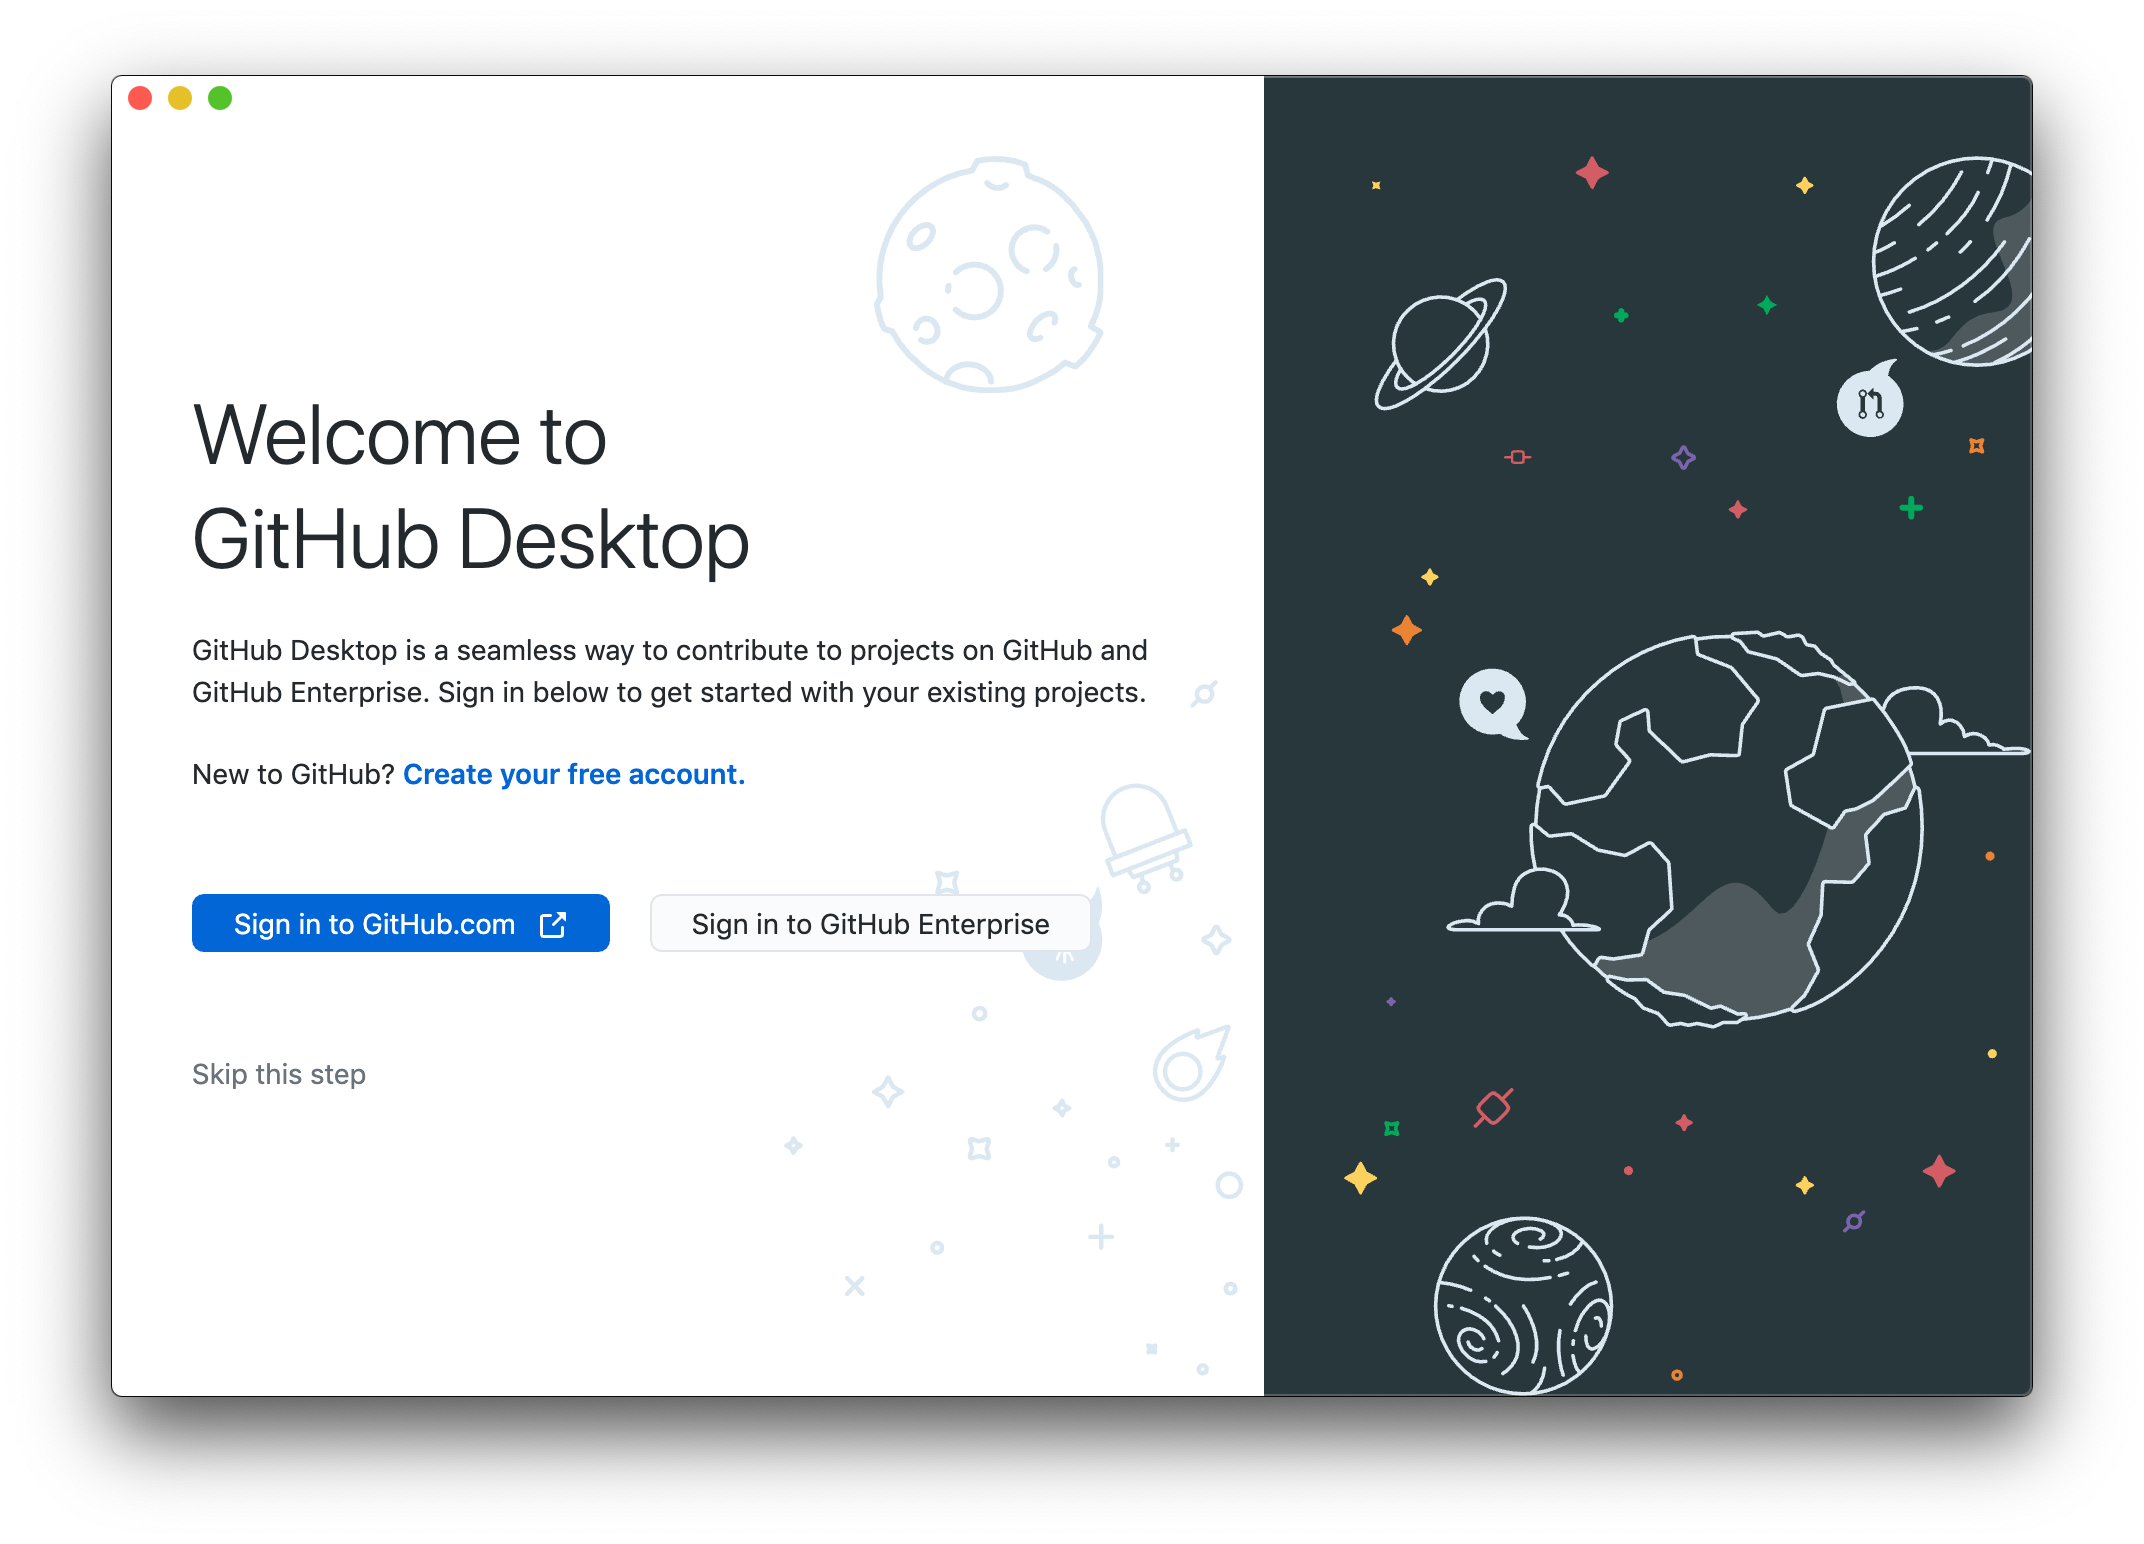 Welcome to
GitHub Desktop
GitHub Desktop is a seamless way to contribute to projects on GitHub and
GitHub Enterprise. Sign in below to get started with your existing projects.
New to GitHub? Create your free account.
Sign in to GitHub.com
Sign in to GitHub Enterprise
Skip this step